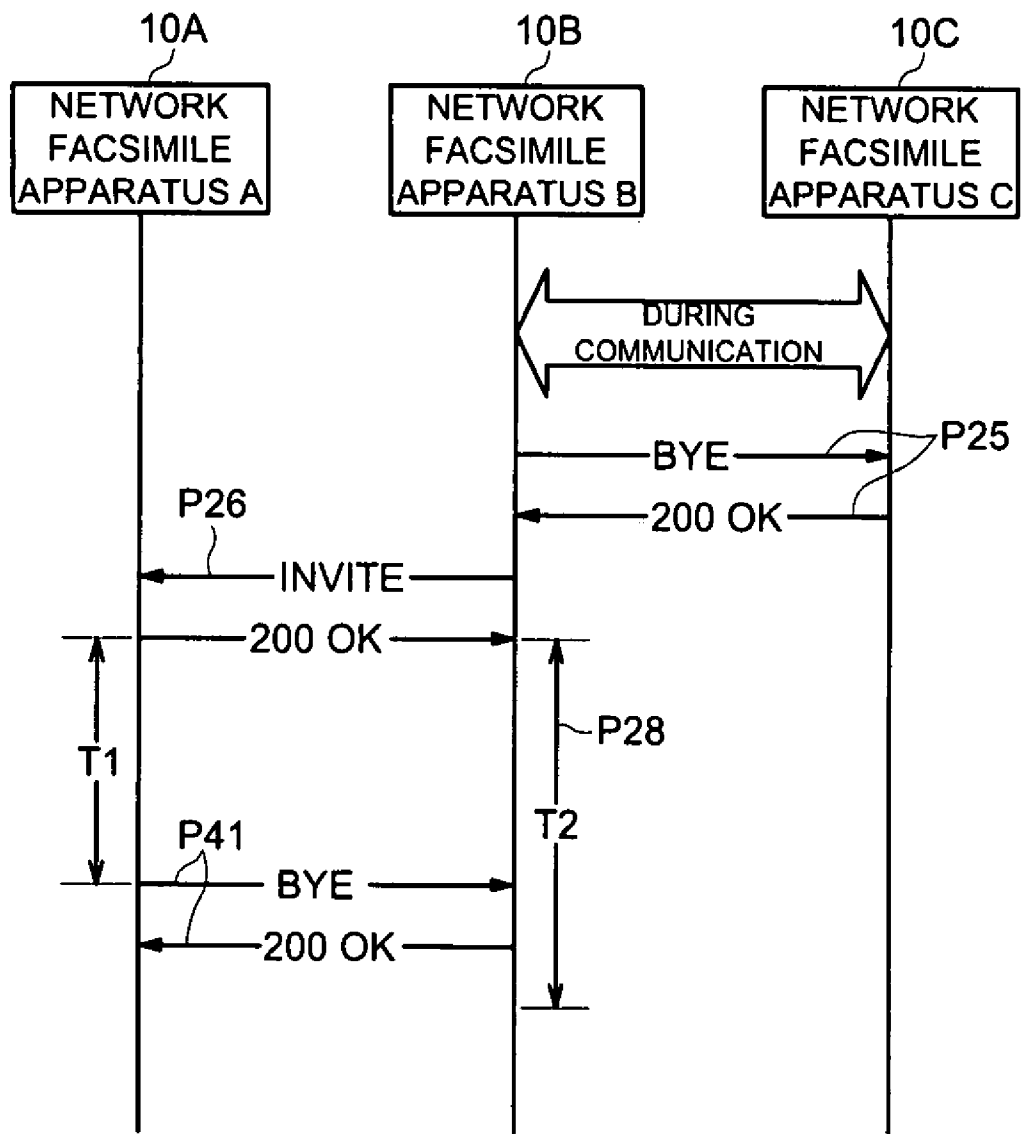 10A
10B
10C
NETWORK
FACSIMILE
APPARATUS A
NETWORK
FACSIMILE
APPARATUS B
NETWORK
FACSIMILE
APPARATUS C
DURING
COMMUNICATION
BYE
P25
200 OK
P26
INVITE
200 OK
T1
P28
T2
P41
BYE
200 OK